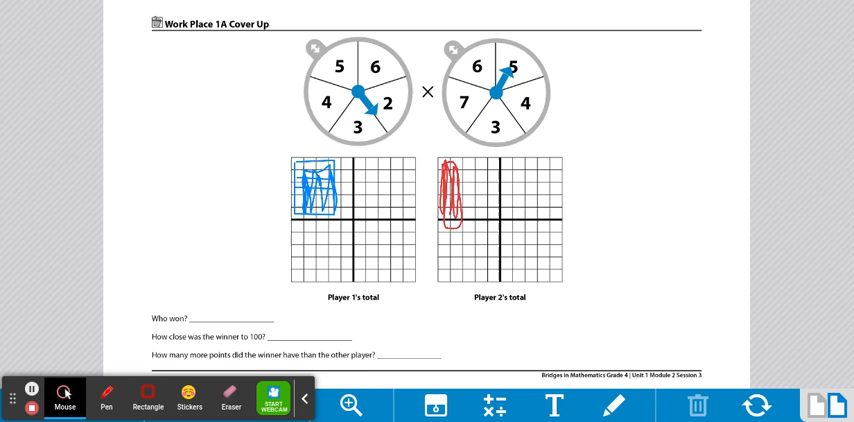 Work Place 1A Cover Up
5 6 2 3 4
×
6 5 4 3 7
Player 1's total
Player 2's total
Who won?
How close was the winner to 100?
How many more points did the winner have than the other player?
Bridges in Mathematics Grade 4 | Unit 1 Module 2 Session 3
Mouse
Pen
Rectangle
Stickers
Eraser
START
WEBCAM
T